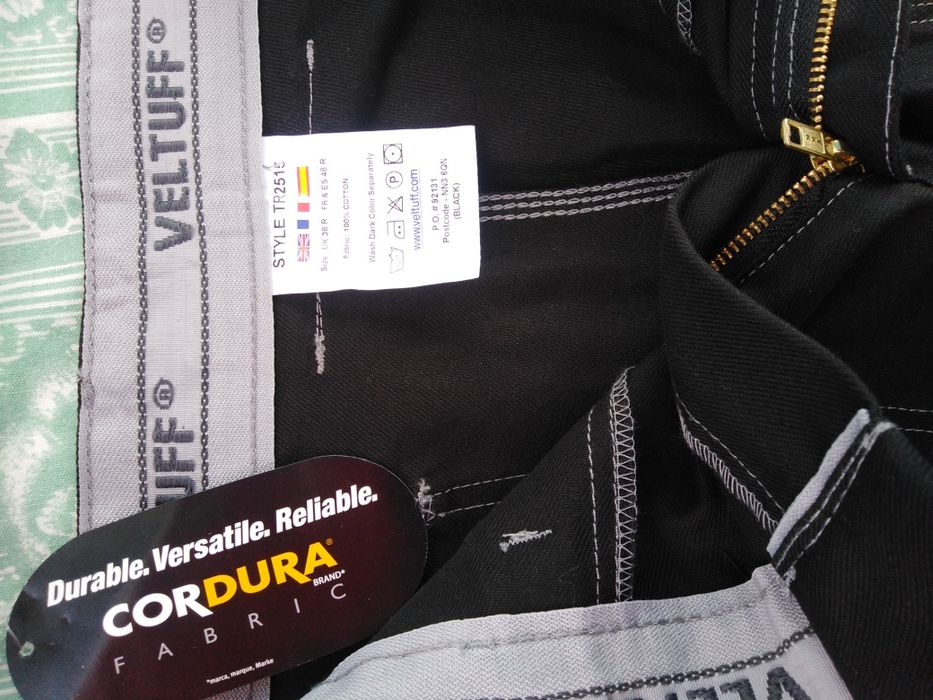 VELTUFF®
UFF®
STYLE TR2515
Size: UK 38 R FR & ES 48 R
Fabric: 100% COTTON
Wash Dark Color Separately
P
www.veltuff.com
P.O. # 92131
Postcode - NN3 6QN
(BLACK)
Durable. Versatile. Reliable.
CORDURA®
BRAND*
FABRIC
*marca, marque, Marke